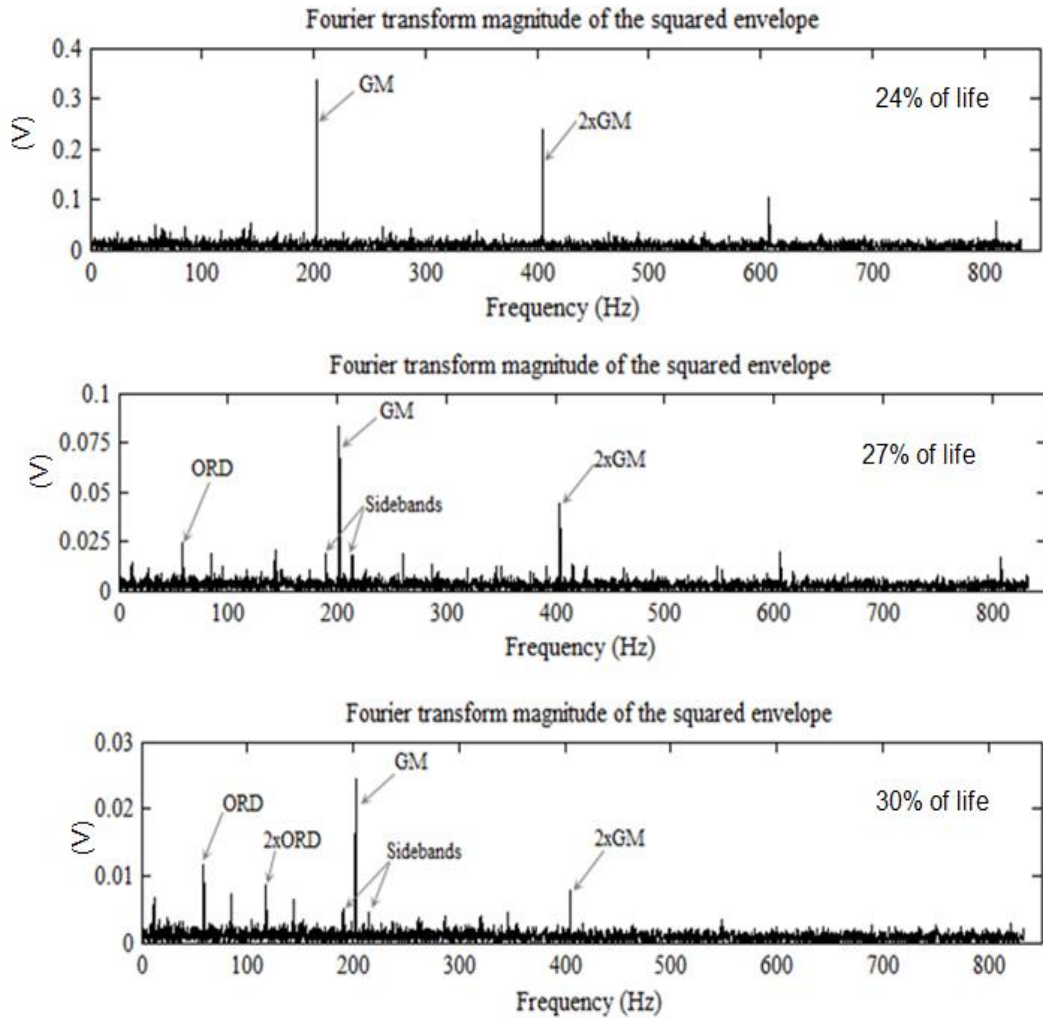 Fourier transform magnitude of the squared envelope
0.4
GM
24% of life
0.3
2xGM
(V)
0.2
0.1
0
0 100 200 300 400 500 600 700 800
Frequency (Hz)
Fourier transform magnitude of the squared envelope
0.1
GM
0.075
ORD
2xGM
27% of life
(V)
0.05
Sidebands
0.025
0
0 100 200 300 400 500 600 700 800
Frequency (Hz)
Fourier transform magnitude of the squared envelope
0.03
GM
30% of life
ORD
0.02
2xORD
Sidebands
2xGM
(V)
0.01
0
0 100 200 300 400 500 600 700 800
Frequency (Hz)